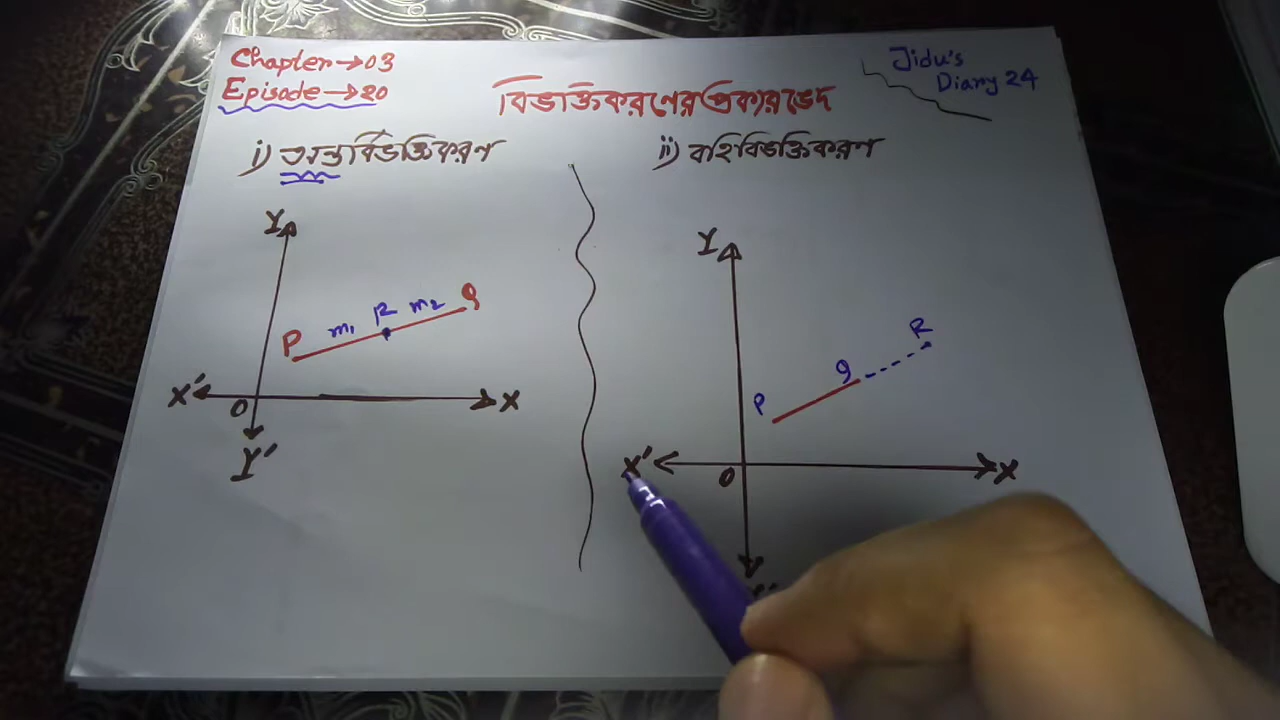 Chapter→03
Episode→20
Jidu's
Diary 24
বিভাক্তিকরণের প্রকারভেদ
i) অন্তর্বিভক্তিকরণ
ii) বহির্বিভক্তিকরণ
Y
P m₁ R m₂ Q
X' O X
Y'
Y
R
Q
P
X' O X